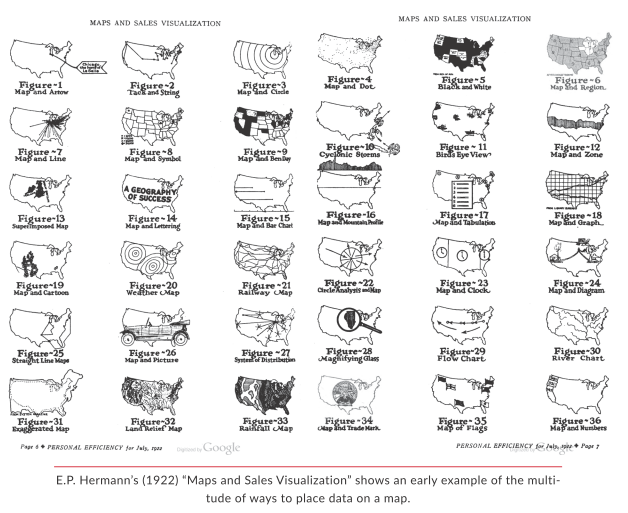 MAPS AND SALES VISUALIZATION
Figure~1
Map and Arrow
Figure~2
Tack and String
Figure~3
Map and Circle
Figure~7
Map and Line
Figure~8
Map and Symbol
Figure~9
Map and BenDay
Figure~13
Superimposed Map
A GEOGRAPHY
OF SUCCESS
Figure~14
Map and Lettering
Figure~15
Map and Bar Chart
Figure~19
Map and Cartoon
Figure~20
Weather Map
Figure~21
Railway Map
Figure~25
Straight Line Maps
Figure~26
Map and Picture
Figure~27
System of Distribution
Figure~31
Exaggerated Map
Figure~32
Land Relief Map
Figure~33
Rainfall Map
Page 6 ✦ PERSONAL EFFICIENCY for July, 1922
Digitized by Google
MAPS AND SALES VISUALIZATION
Figure~4
Map and Dot.
Figure~5
Black and White
Figure~6
Map and Region.
Figure~10
Cyclonic Storms
Figure~11
Birds Eye View
Figure~12
Map and Zone
Figure~16
Map and Mountain Profile
Figure~17
Map and Tabulation
Figure~18
Map and Graph..
Figure~22
Circle Analysis and Map
Figure~23
Map and Clock
Figure~24
Map and Diagram
Figure~28
Magnifying Glass
Figure~29
Flow Chart
Figure~30
River Chart
Figure~34
Map and Trade Mark.
Figure~35
Map of Flags
Figure~36
Map and Numbers
PERSONAL EFFICIENCY for July, 1922 ✦ Page 7
Digitized by Google
E.P. Hermann's (1922) "Maps and Sales Visualization" shows an early example of the multi-
tude of ways to place data on a map.